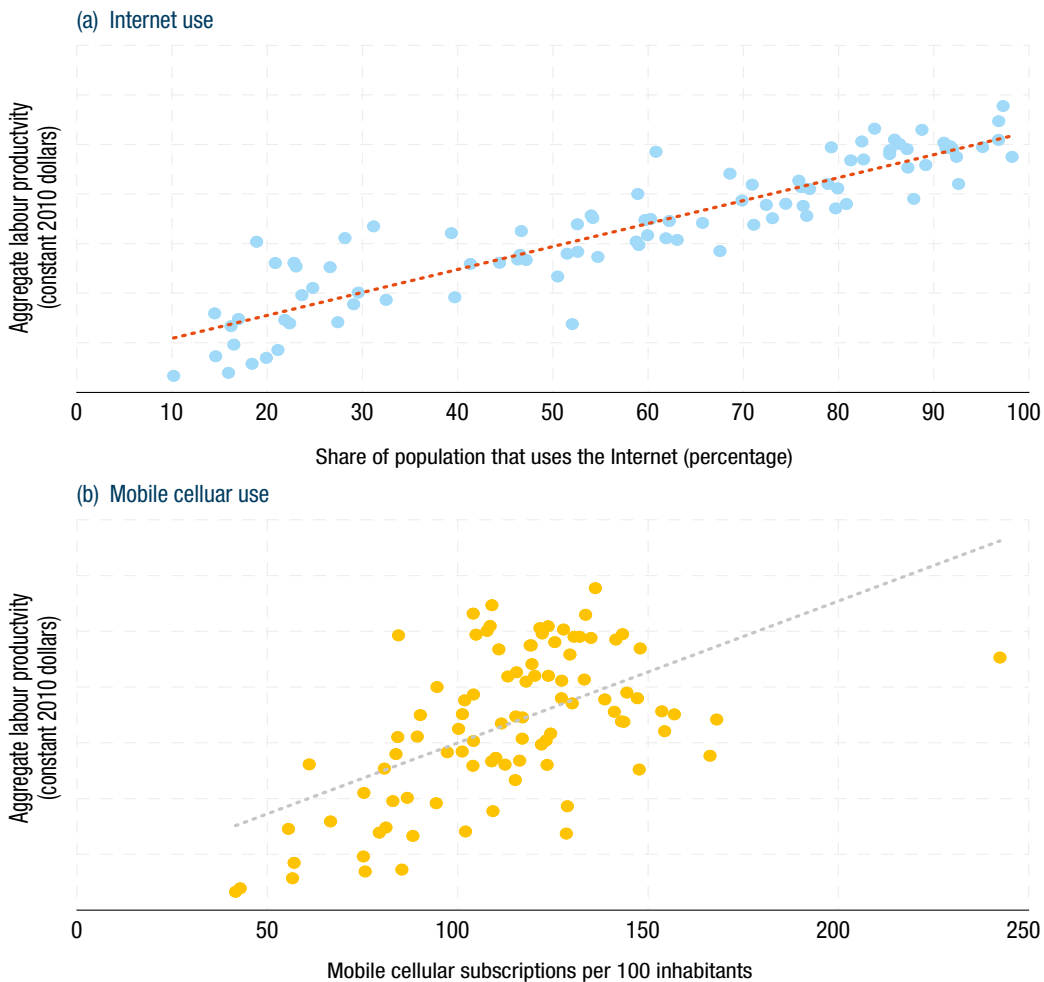 (a) Internet use
Aggregate labour productvity
(constant 2010 dollars)
0 10 20 30 40 50 60 70 80 90 100
Share of population that uses the Internet (percentage)
(b) Mobile celluar use
Aggregate labour productvity
(constant 2010 dollars)
0 50 100 150 200 250
Mobile cellular subscriptions per 100 inhabitants